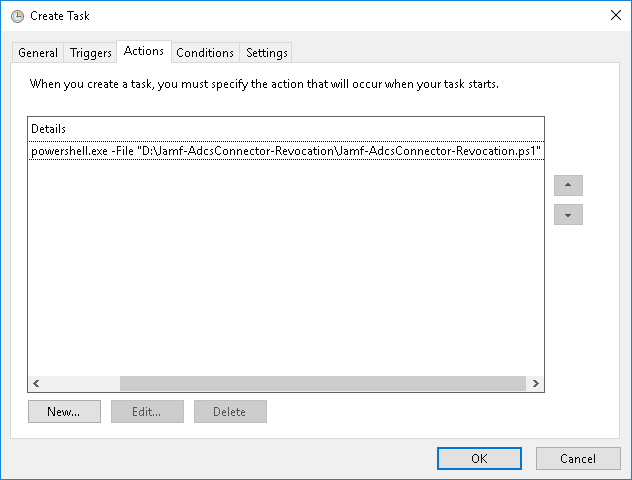 Create Task
General
Triggers
Actions
Conditions
Settings
When you create a task, you must specify the action that will occur when your task starts.
Details
powershell.exe -File "D:\Jamf-AdcsConnector-Revocation\Jamf-AdcsConnector-Revocation.ps1"
New...
Edit...
Delete
OK
Cancel